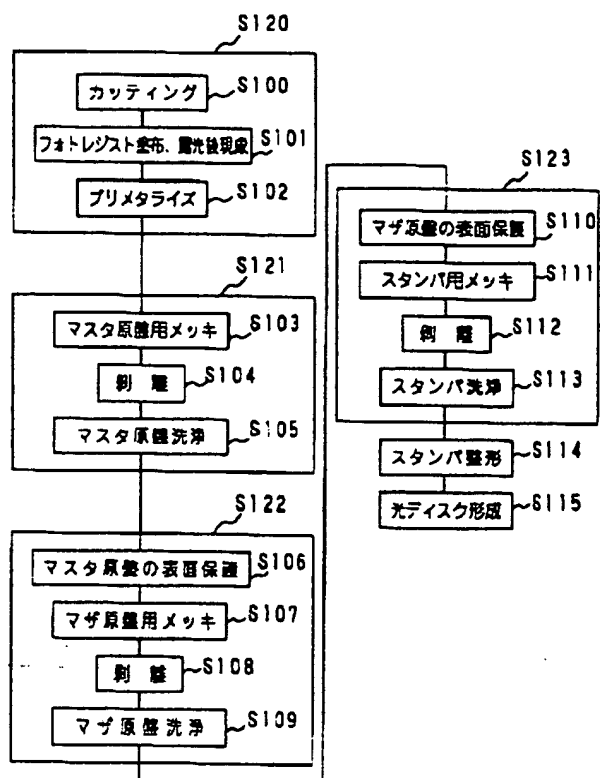 S120
カッティング S100
フォトレジスト塗布、露光後現象 S101
プリメタライズ S102
S121
マスタ原盤用メッキ S103
剥離 S104
マスタ原盤洗浄 S105
S122
マスタ原盤の表面保護 S106
マザ原盤用メッキ S107
剥離 S108
マザ原盤洗浄 S109
S123
マザ原盤の表面保護 S110
スタンパ用メッキ S111
剥離 S112
スタンパ洗浄 S113
スタンパ整形 S114
光ディスク形成 S115